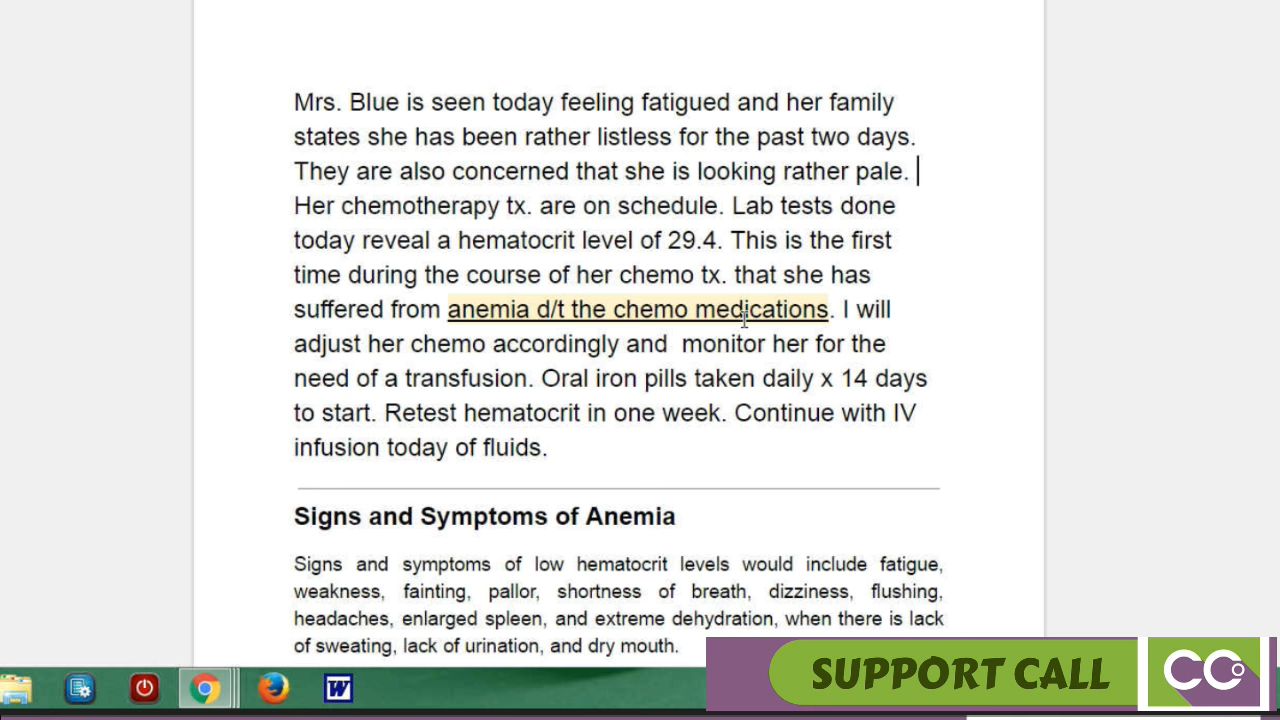 Mrs. Blue is seen today feeling fatigued and her family
states she has been rather listless for the past two days.
They are also concerned that she is looking rather pale.
Her chemotherapy tx. are on schedule. Lab tests done
today reveal a hematocrit level of 29.4. This is the first
time during the course of her chemo tx. that she has
suffered from anemia d/t the chemo medications. I will
adjust her chemo accordingly and  monitor her for the
need of a transfusion. Oral iron pills taken daily x 14 days
to start. Retest hematocrit in one week. Continue with IV
infusion today of fluids.
Signs and Symptoms of Anemia
Signs and symptoms of low hematocrit levels would include fatigue,
weakness, fainting, pallor, shortness of breath, dizziness, flushing,
headaches, enlarged spleen, and extreme dehydration, when there is lack
of sweating, lack of urination, and dry mouth.
SUPPORT CALL
CCO
W